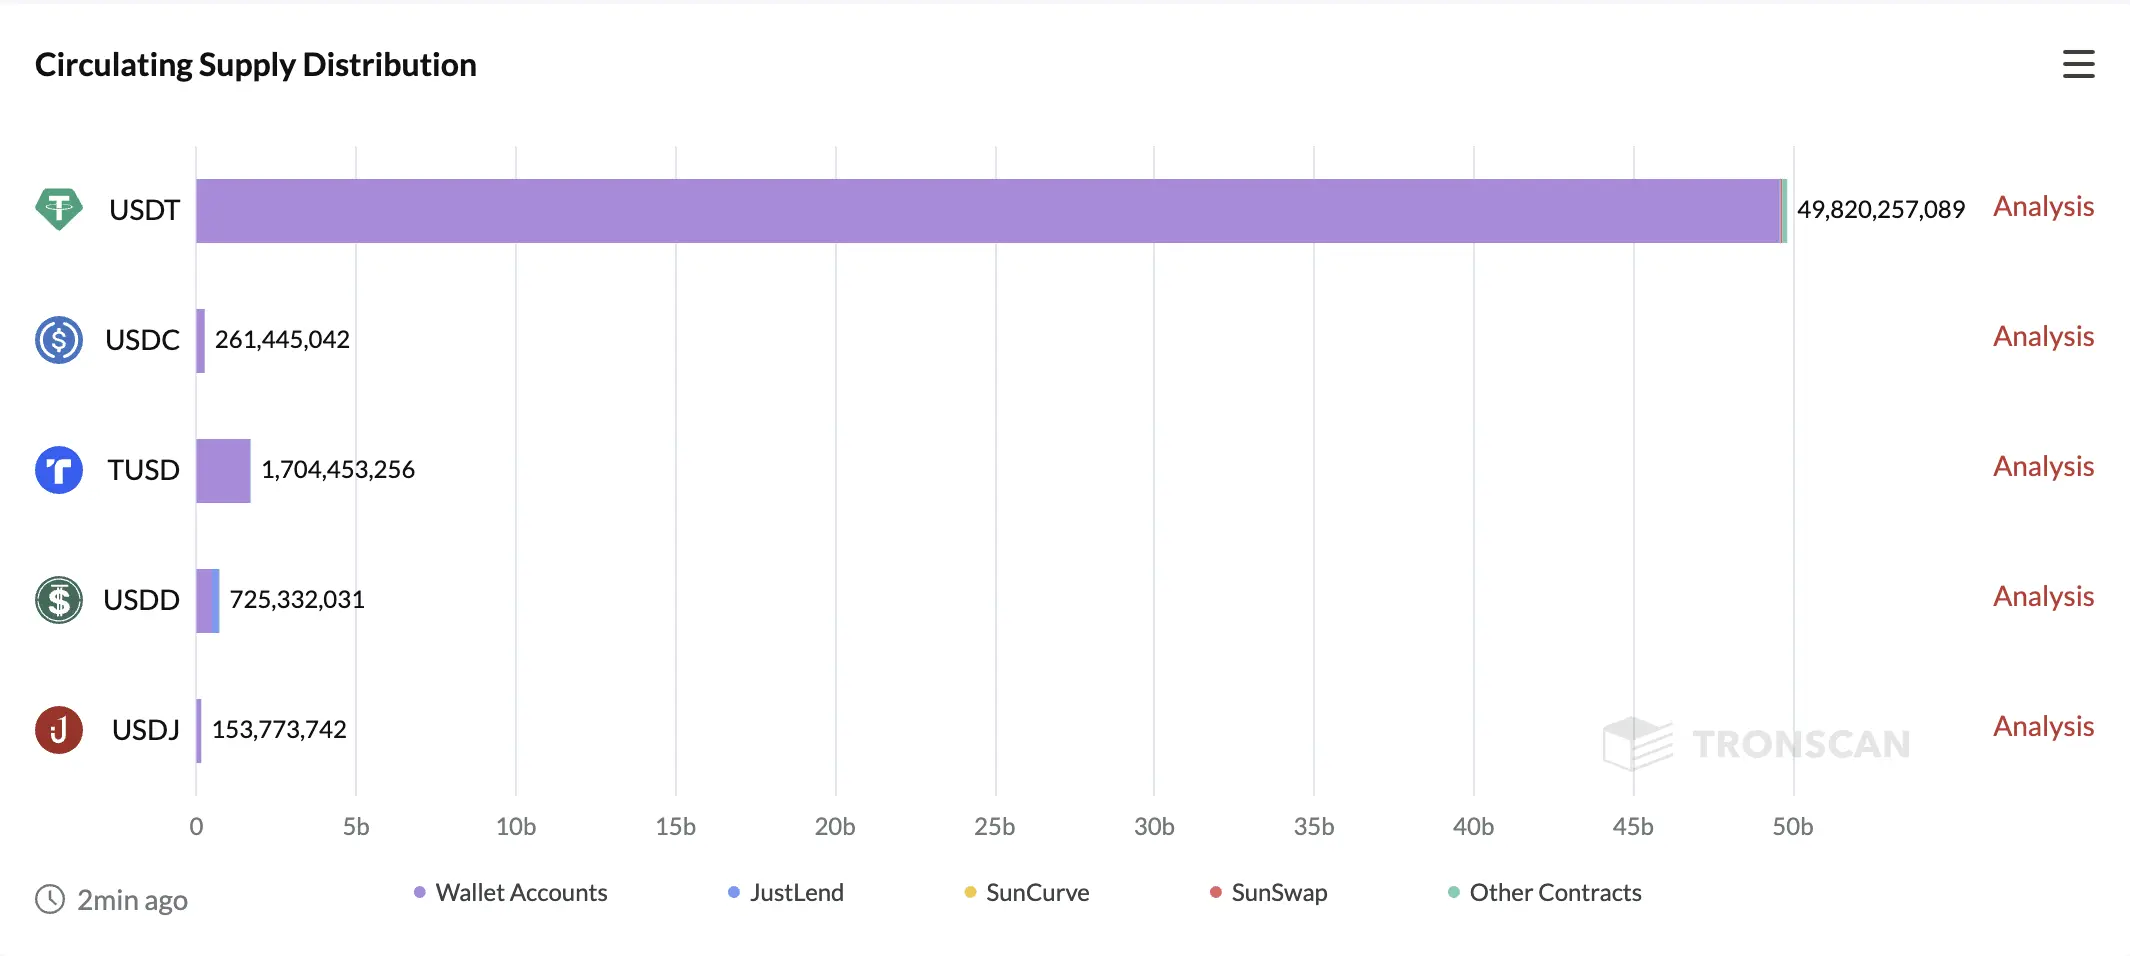 Circulating Supply Distribution
USDT 49,820,257,089 Analysis
USDC 261,445,042 Analysis
TUSD 1,704,453,256 Analysis
USDD 725,332,031 Analysis
USDJ 153,773,742 Analysis
TRONSCAN
0 5b 10b 15b 20b 25b 30b 35b 40b 45b 50b
2min ago Wallet Accounts JustLend SunCurve SunSwap Other Contracts